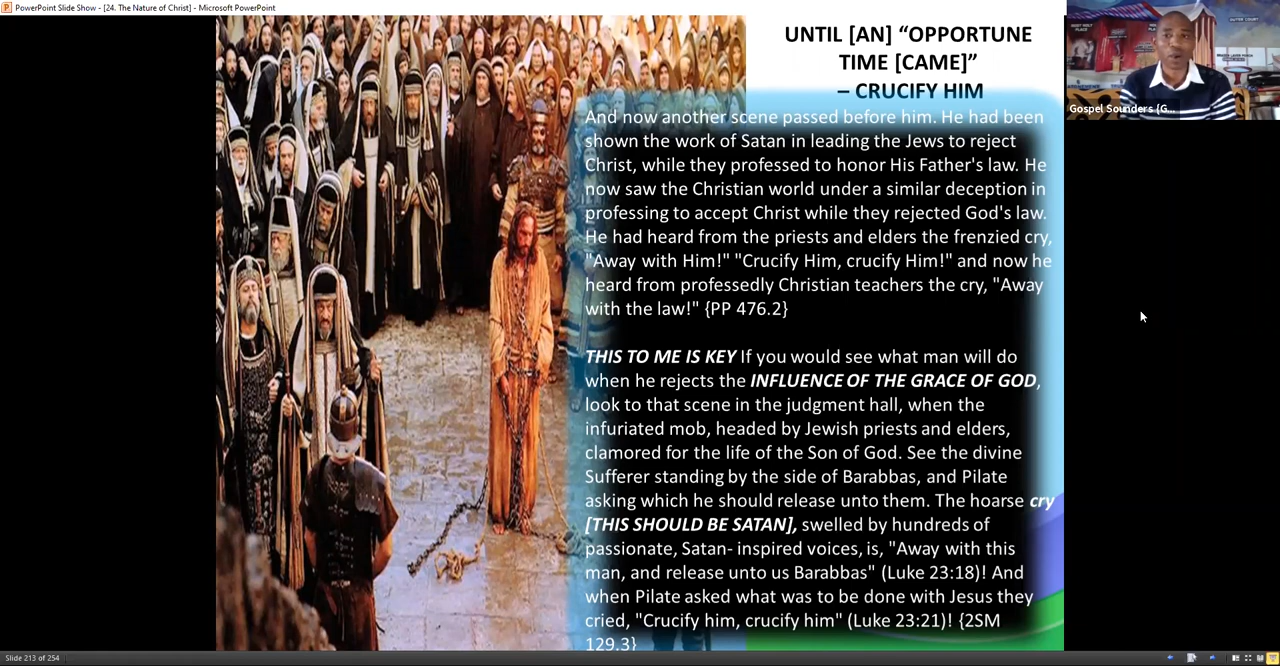 PowerPoint Slide Show - [24. The Nature of Christ] - Microsoft PowerPoint
UNTIL [AN] “OPPORTUNE
TIME [CAME]”
– CRUCIFY HIM
And now another scene passed before him. He had been
shown the work of Satan in leading the Jews to reject
Christ, while they professed to honor His Father's law. He
now saw the Christian world under a similar deception in
professing to accept Christ while they rejected God's law.
He had heard from the priests and elders the frenzied cry,
"Away with Him!" "Crucify Him, crucify Him!" and now he
heard from professedly Christian teachers the cry, "Away
with the law!" {PP 476.2}
THIS TO ME IS KEY If you would see what man will do
when he rejects the INFLUENCE OF THE GRACE OF GOD,
look to that scene in the judgment hall, when the
infuriated mob, headed by Jewish priests and elders,
clamored for the life of the Son of God. See the divine
Sufferer standing by the side of Barabbas, and Pilate
asking which he should release unto them. The hoarse cry
[THIS SHOULD BE SATAN], swelled by hundreds of
passionate, Satan- inspired voices, is, "Away with this
man, and release unto us Barabbas" (Luke 23:18)! And
when Pilate asked what was to be done with Jesus they
cried, "Crucify him, crucify him" (Luke 23:21)! {2SM
129.3}
Gospel Sounders {G...
Slide 213 of 254